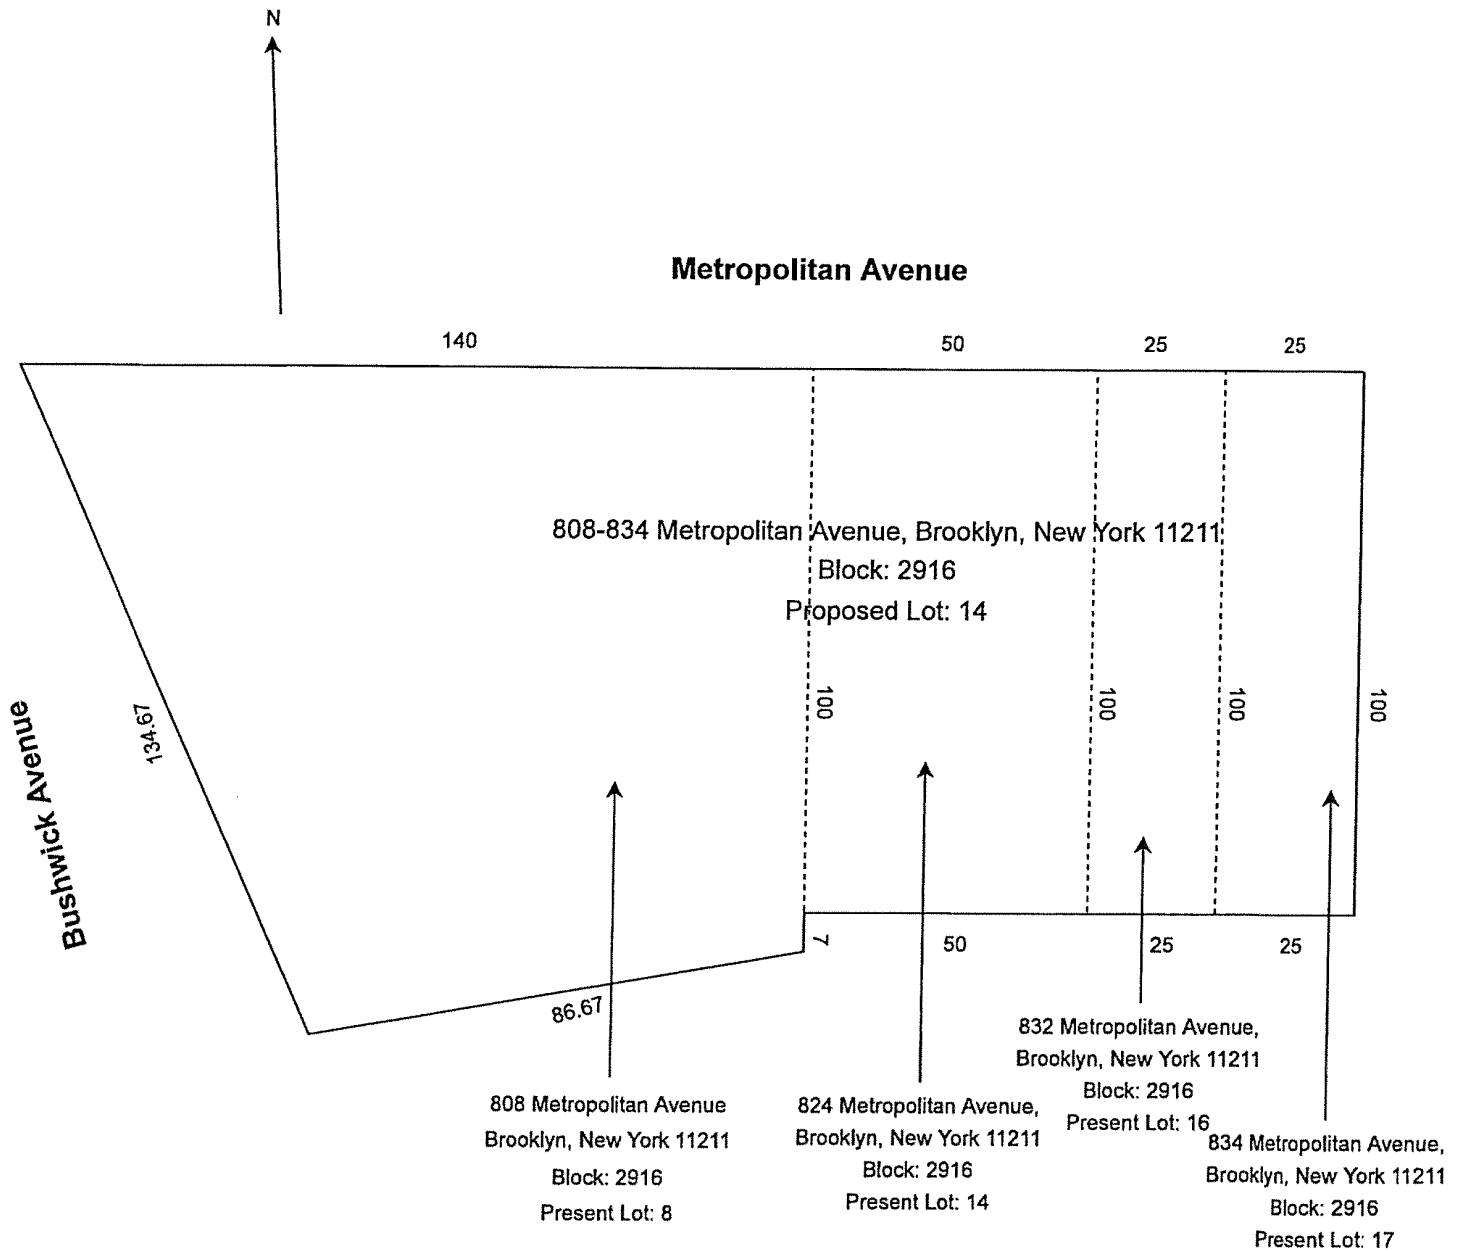 N
Metropolitan Avenue
140
50
25
25
808-834 Metropolitan Avenue, Brooklyn, New York 11211
Block: 2916
Proposed Lot: 14
Bushwick Avenue
134.67
100
100
100
100
7
50
25
25
86.67
808 Metropolitan Avenue
Brooklyn, New York 11211
Block: 2916
Present Lot: 8
824 Metropolitan Avenue,
Brooklyn, New York 11211
Block: 2916
Present Lot: 14
832 Metropolitan Avenue,
Brooklyn, New York 11211
Block: 2916
Present Lot: 16
834 Metropolitan Avenue,
Brooklyn, New York 11211
Block: 2916
Present Lot: 17